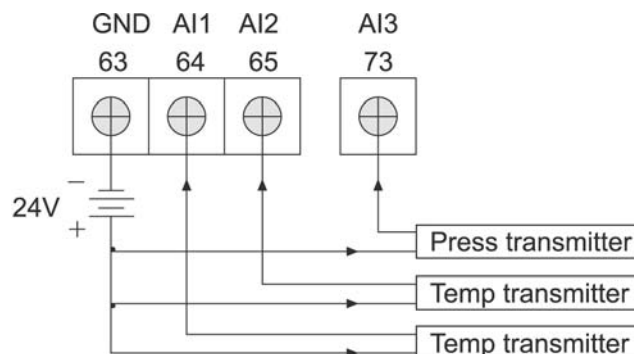 GND AI1 AI2 AI3
63 64 65 73
−
24V
+
Press transmitter
Temp transmitter
Temp transmitter